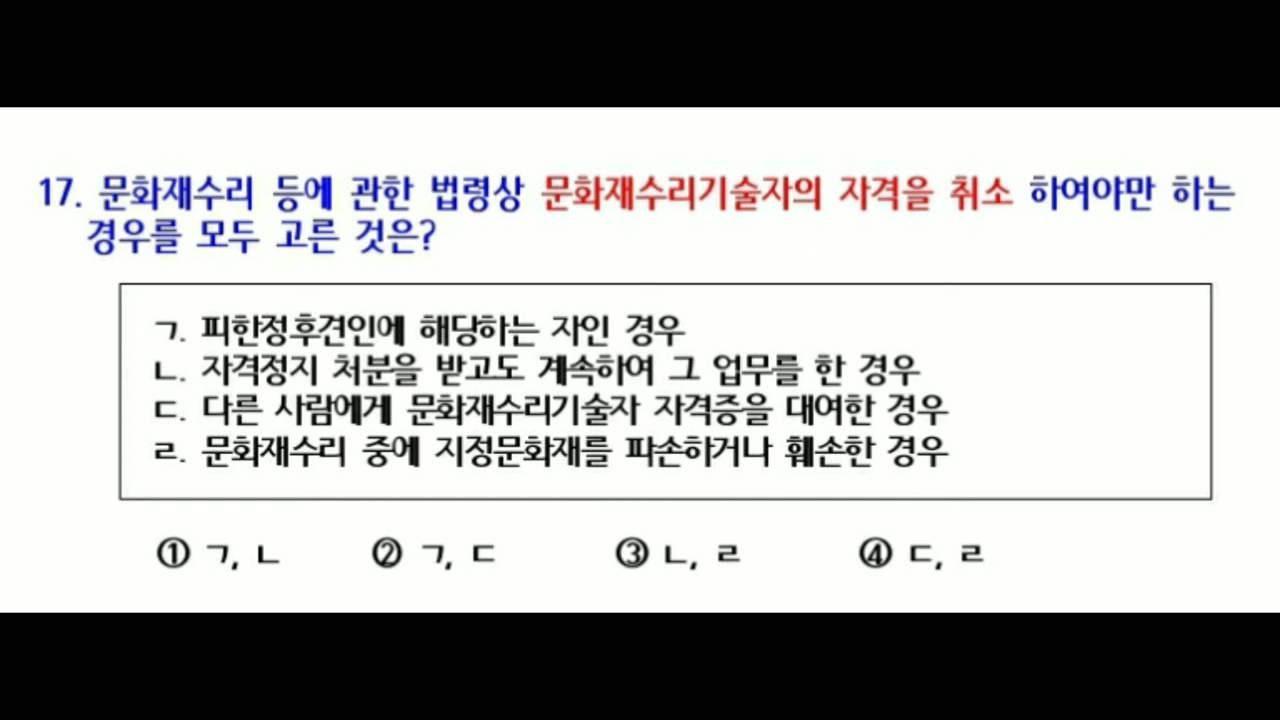 17. 문화재수리 등에 관한 법령상 문화재수리기술자의 자격을 취소 하여야만 하는
경우를 모두 고른 것은?
ㄱ. 피한정후견인에 해당하는 자인 경우
ㄴ. 자격정지 처분을 받고도 계속하여 그 업무를 한 경우
ㄷ. 다른 사람에게 문화재수리기술자 자격증을 대여한 경우
ㄹ. 문화재수리 중에 지정문화재를 파손하거나 훼손한 경우
① ㄱ, ㄴ ② ㄱ, ㄷ ③ ㄴ, ㄹ ④ ㄷ, ㄹ